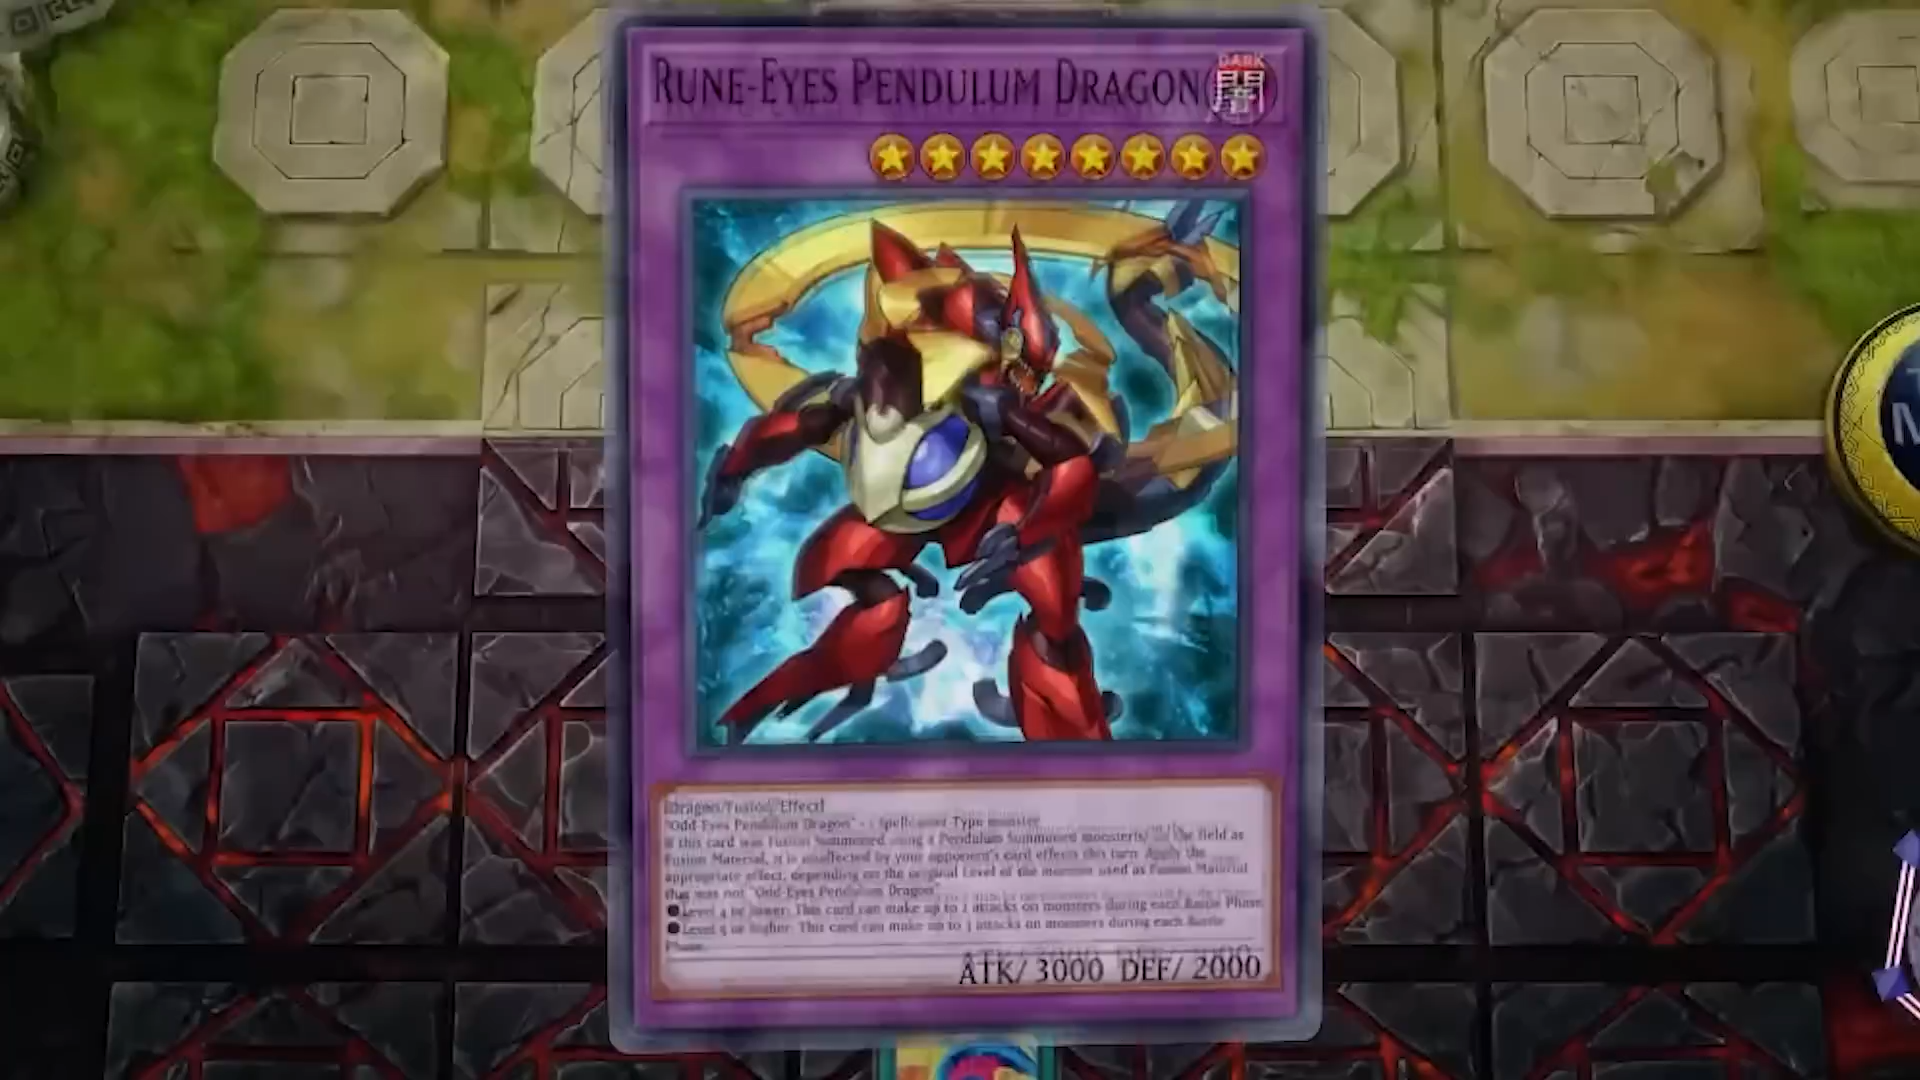 RUNE-EYES PENDULUM DRAGON
DARK
闇
[Dragon/Fusion/Effect]
"Odd-Eyes Pendulum Dragon" + 1 Spellcaster-Type monster
If this card was Fusion Summoned using a Pendulum Summoned monster(s) on the field as
Fusion Material, it is unaffected by your opponent's card effects this turn. Apply the
appropriate effect, depending on the original Level of the monster used as Fusion Material
that was not "Odd-Eyes Pendulum Dragon".
●Level 4 or lower: This card can make up to 2 attacks on monsters during each Battle Phase.
●Level 5 or higher: This card can make up to 3 attacks on monsters during each Battle
Phase.
ATK/ 3000 DEF/ 2000
M